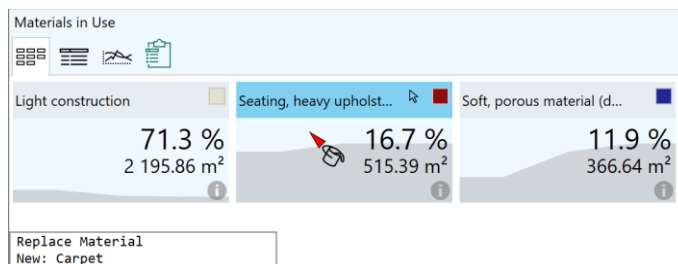 Materials in Use
Light construction
71.3 %
2 195.86 m²
Seating, heavy upholst...
16.7 %
515.39 m²
Soft, porous material (d...
11.9 %
366.64 m²
Replace Material
New: Carpet